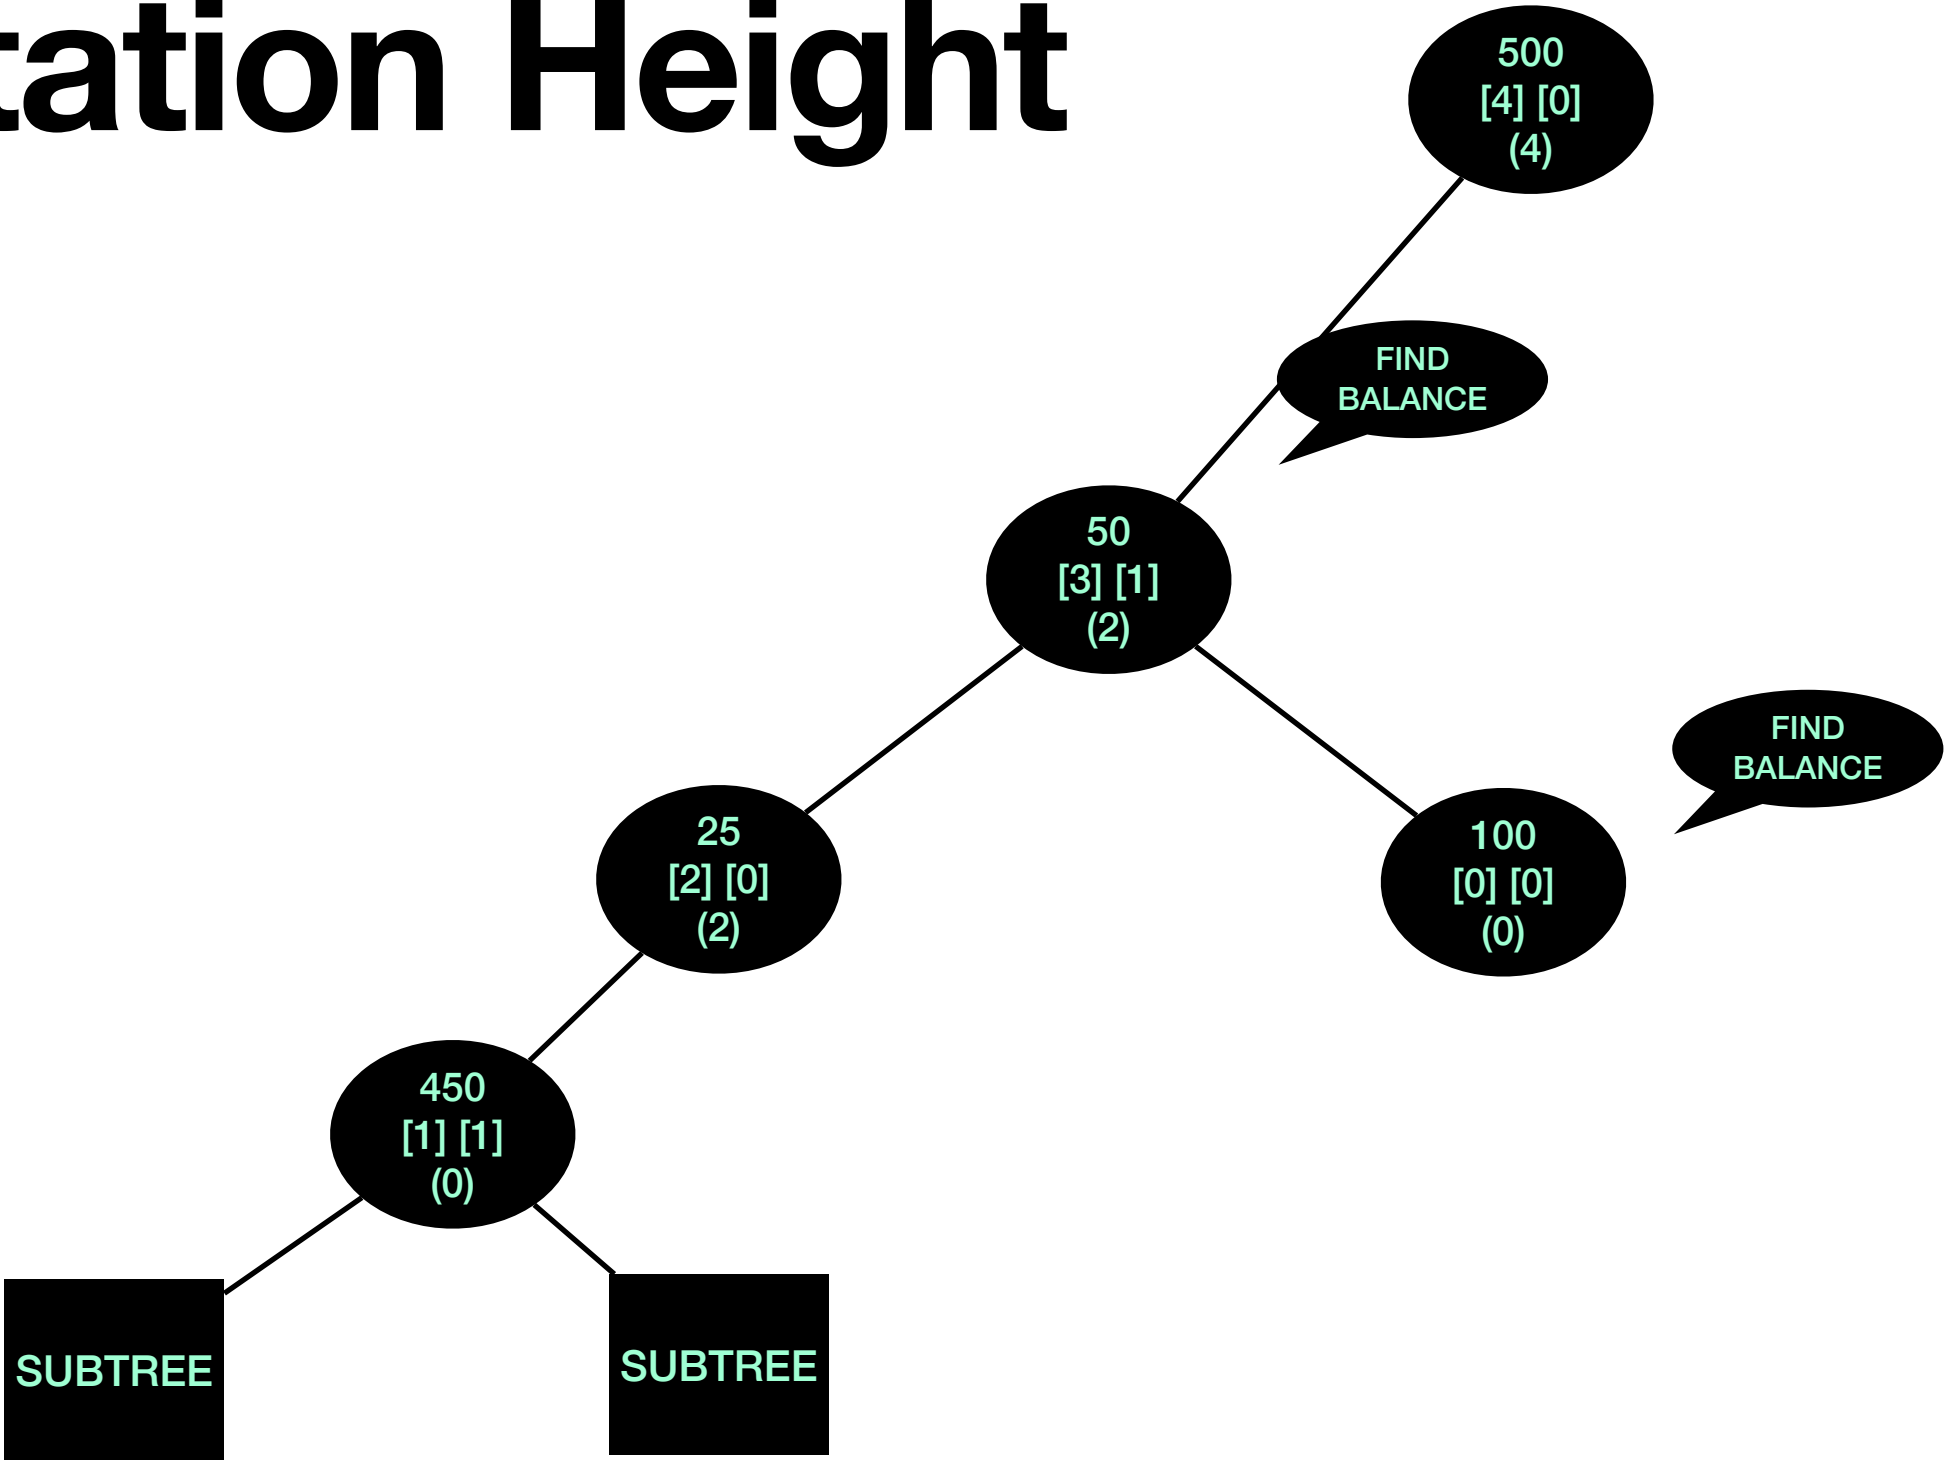 tation Height
500
[4] [0]
(4)
FIND
BALANCE
50
[3] [1]
(2)
FIND
BALANCE
25
[2] [0]
(2)
100
[0] [0]
(0)
450
[1] [1]
(0)
SUBTREE
SUBTREE